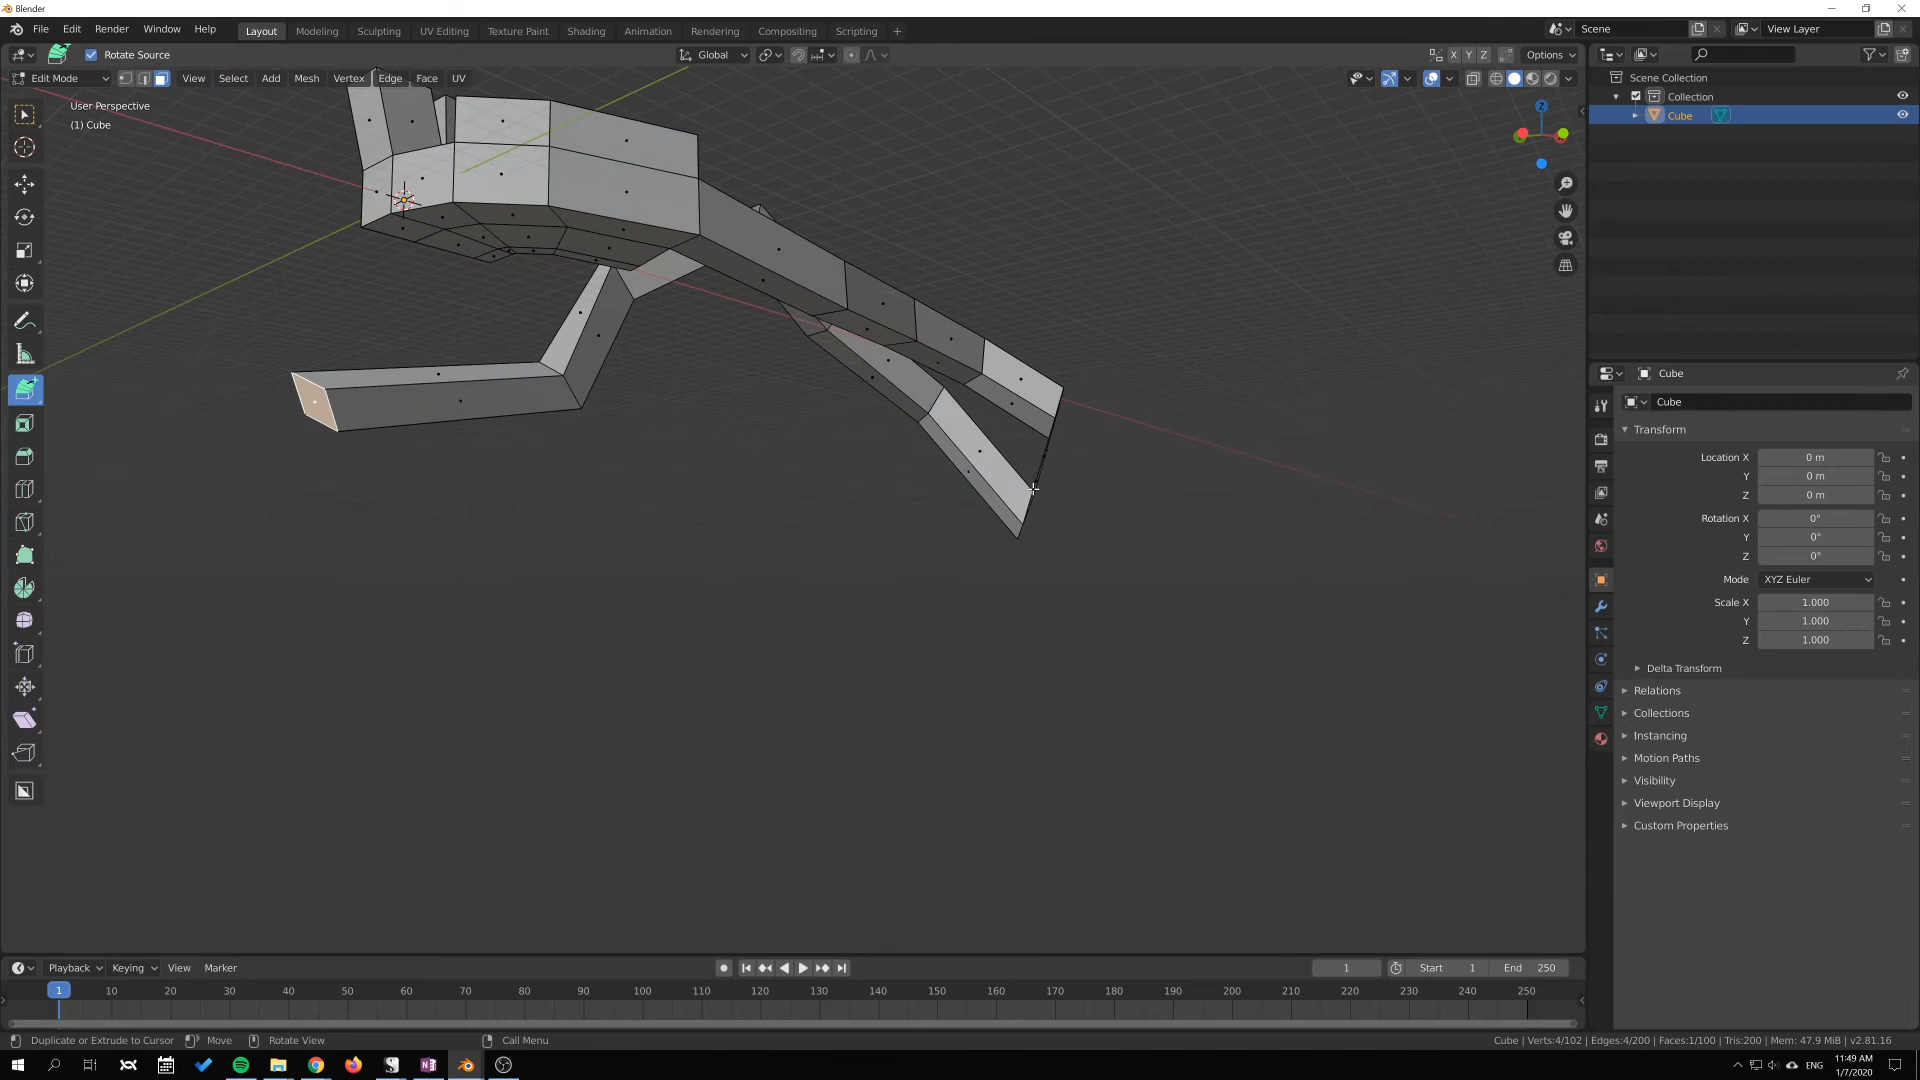 Blender
File Edit Render Window Help Layout Modeling Sculpting UV Editing Texture Paint Shading Animation Rendering Compositing Scripting + Scene View Layer
Rotate Source Global X Y Z Options
Edit Mode View Select Add Mesh Vertex Edge Face UV
User Perspective
(1) Cube
Z
Scene Collection
Collection
Cube
Cube
Cube
Transform
Location X 0 m
Y 0 m
Z 0 m
Rotation X 0°
Y 0°
Z 0°
Mode XYZ Euler
Scale X 1.000
Y 1.000
Z 1.000
Delta Transform
Relations
Collections
Instancing
Motion Paths
Visibility
Viewport Display
Custom Properties
Playback Keying View Marker 1 Start 1 End 250
1 10 20 30 40 50 60 70 80 90 100 110 120 130 140 150 160 170 180 190 200 210 220 230 240 250
Duplicate or Extrude to Cursor Move Rotate View Call Menu Cube | Verts:4/102 | Edges:4/200 | Faces:1/100 | Tris:200 | Mem: 47.9 MiB | v2.81.16
ENG 11:49 AM
1/7/2020